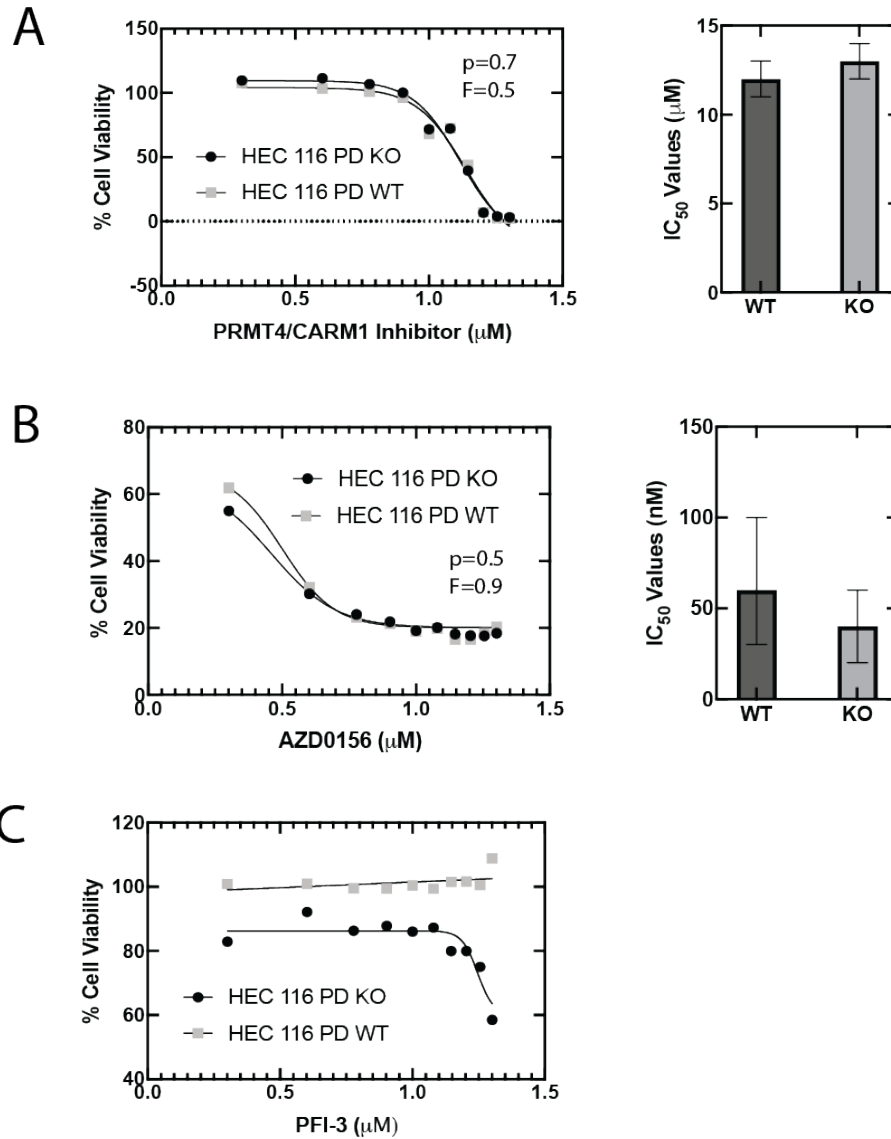 A
150
100
50
0
-50
% Cell Viability
p=0.7
F=0.5
HEC 116 PD KO
HEC 116 PD WT
0.0 0.5 1.0 1.5
PRMT4/CARM1 Inhibitor (μM)
15
10
5
0
IC50 Values (μM)
WT KO
B
80
60
40
20
0
% Cell Viability
HEC 116 PD KO
HEC 116 PD WT
p=0.5
F=0.9
0.0 0.5 1.0 1.5
AZD0156 (μM)
150
100
50
0
IC50 Values (nM)
WT KO
C
120
100
80
60
40
% Cell Viability
HEC 116 PD KO
HEC 116 PD WT
0.0 0.5 1.0 1.5
PFI-3 (μM)